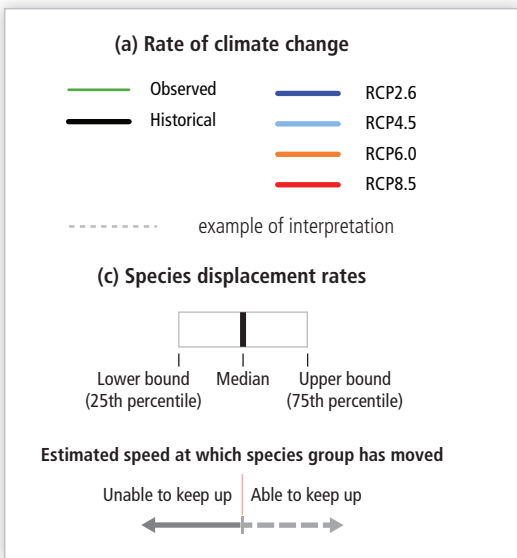 (a) Rate of climate change
Observed
Historical
RCP2.6
RCP4.5
RCP6.0
RCP8.5
example of interpretation
(c) Species displacement rates
Lower bound
(25th percentile)
Median
Upper bound
(75th percentile)
Estimated speed at which species group has moved
Unable to keep up
Able to keep up